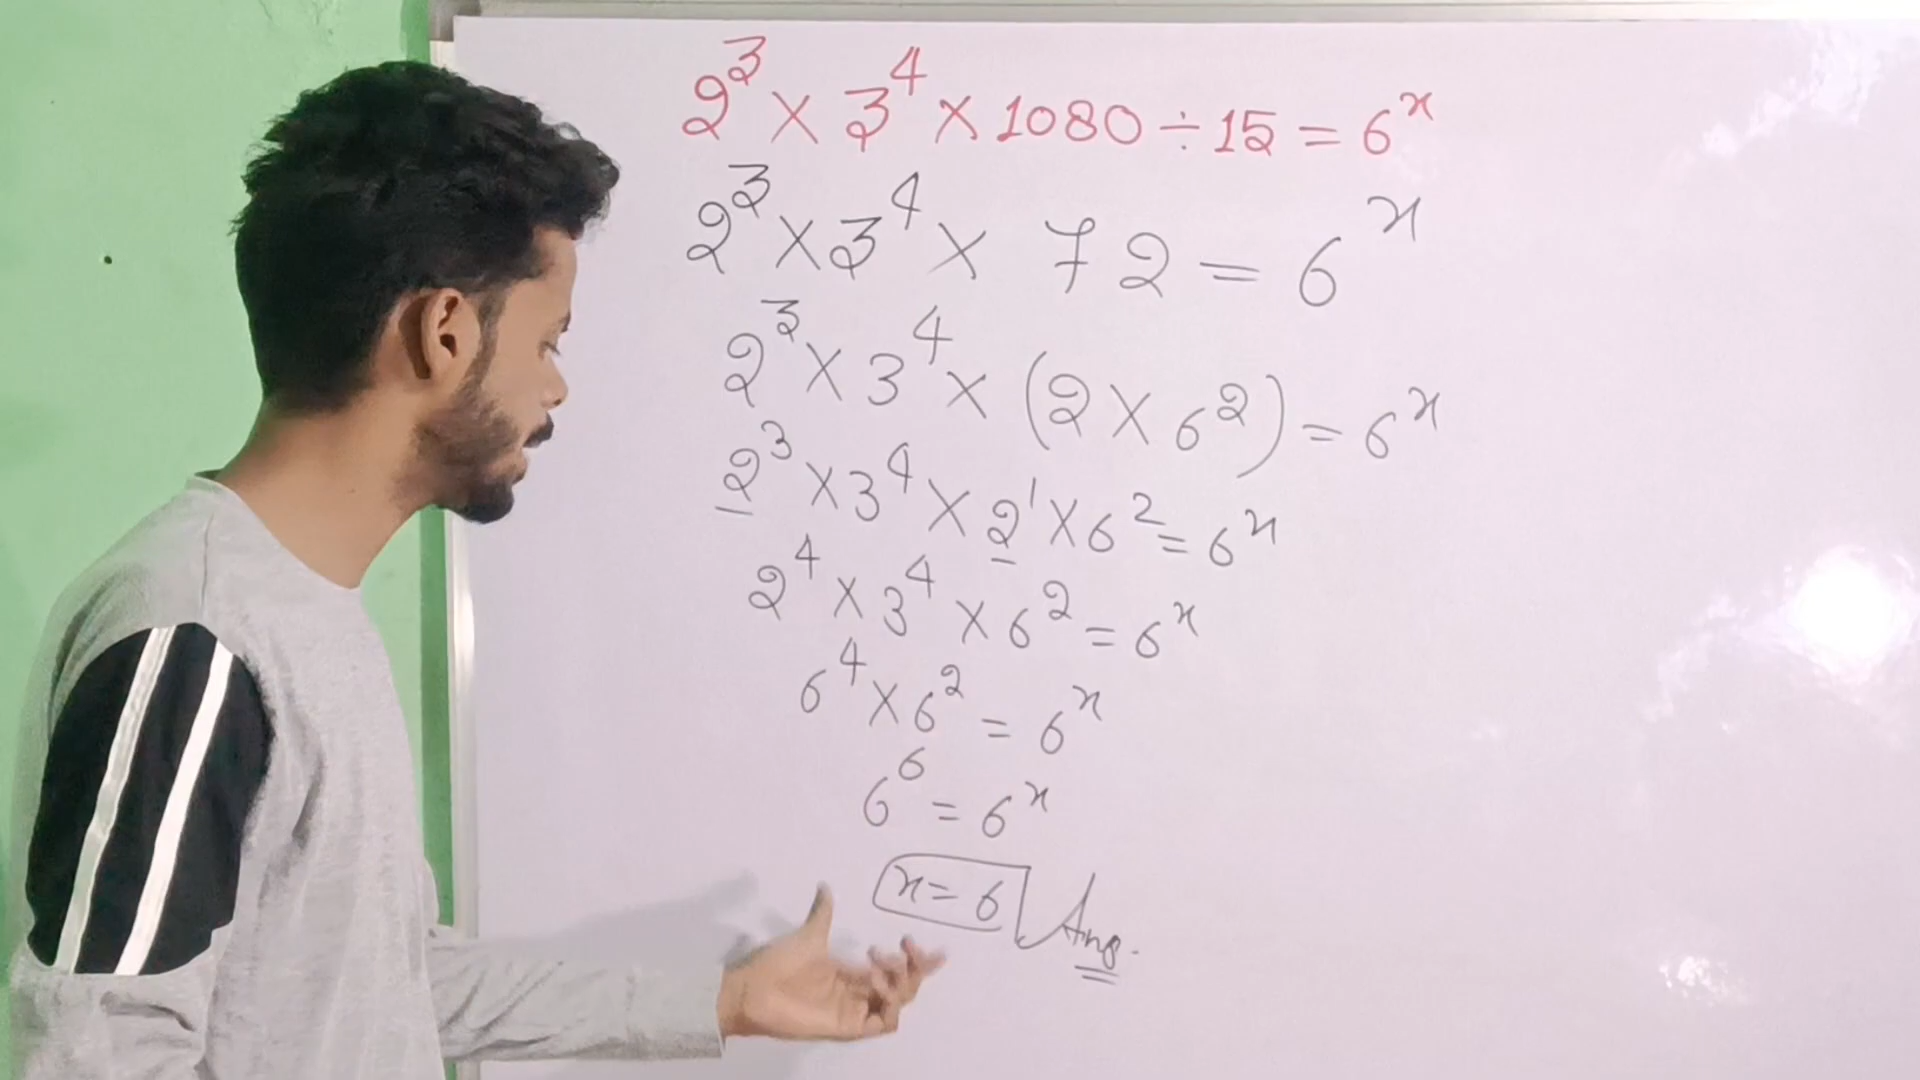 2³ × 3⁴ × 1080 ÷ 15 = 6ˣ
2³ × 3⁴ × 72 = 6ˣ
2³ × 3⁴ × (2 × 6²) = 6ˣ
2³ × 3⁴ × 2¹ × 6² = 6ˣ
2⁴ × 3⁴ × 6² = 6ˣ
6⁴ × 6² = 6ˣ
6⁶ = 6ˣ
x = 6 Ans.